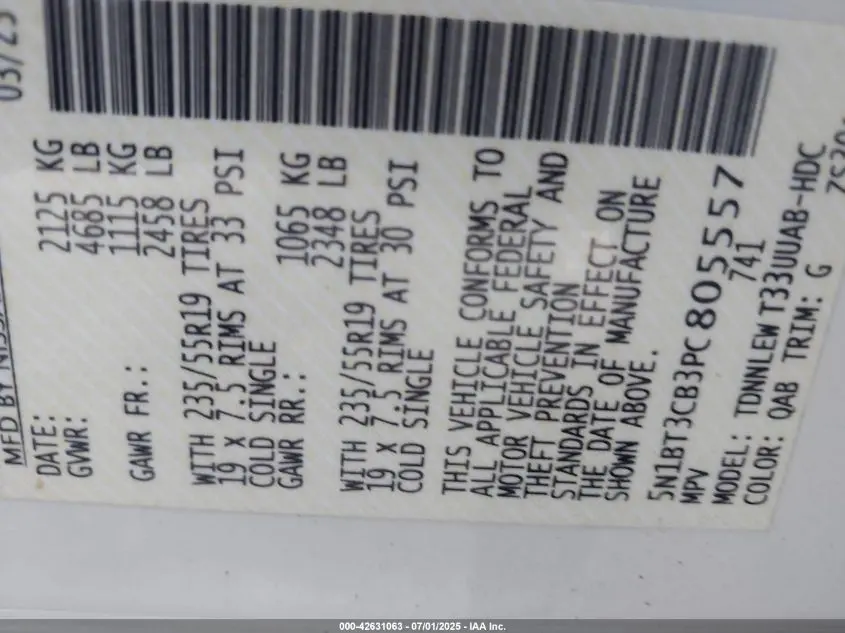 MFD BY NISSA
DATE: 03/23
GVWR: 2125 KG
4685 LB
GAWR FR.: 1115 KG
2458 LB
WITH 235/55R19 TIRES
19 X 7.5 RIMS AT 33 PSI
COLD SINGLE
GAWR RR.: 1065 KG
2348 LB
WITH 235/55R19 TIRES
19 X 7.5 RIMS AT 30 PSI
COLD SINGLE
THIS VEHICLE CONFORMS TO
ALL APPLICABLE FEDERAL
MOTOR VEHICLE SAFETY AND
THEFT PREVENTION
STANDARDS IN EFFECT ON
THE DATE OF MANUFACTURE
SHOWN ABOVE.
5N1BT3CB3PC805557
MPV 741
MODEL: TDNNLEW T33UUAB-HDC
COLOR: QAB TRIM: G
000-42631063 - 07/01/2025 - IAA Inc.